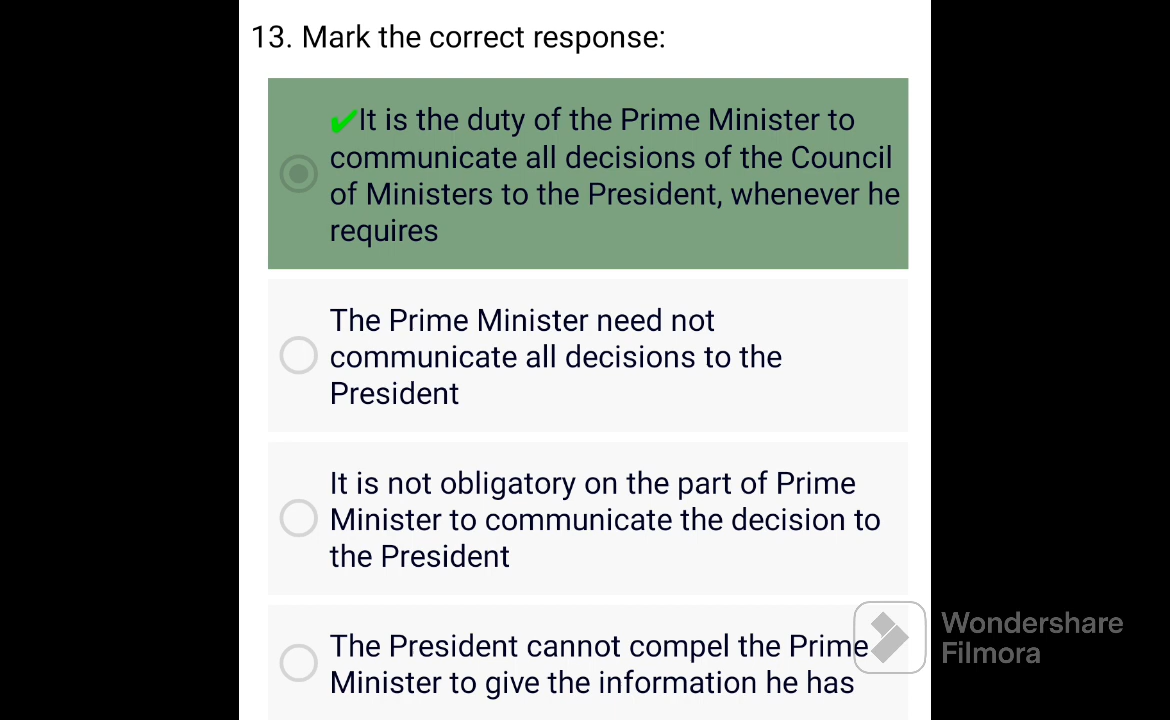 13. Mark the correct response:
✔It is the duty of the Prime Minister to
communicate all decisions of the Council
of Ministers to the President, whenever he
requires
The Prime Minister need not
communicate all decisions to the
President
It is not obligatory on the part of Prime
Minister to communicate the decision to
the President
The President cannot compel the Prime
Minister to give the information he has
Wondershare
Filmora